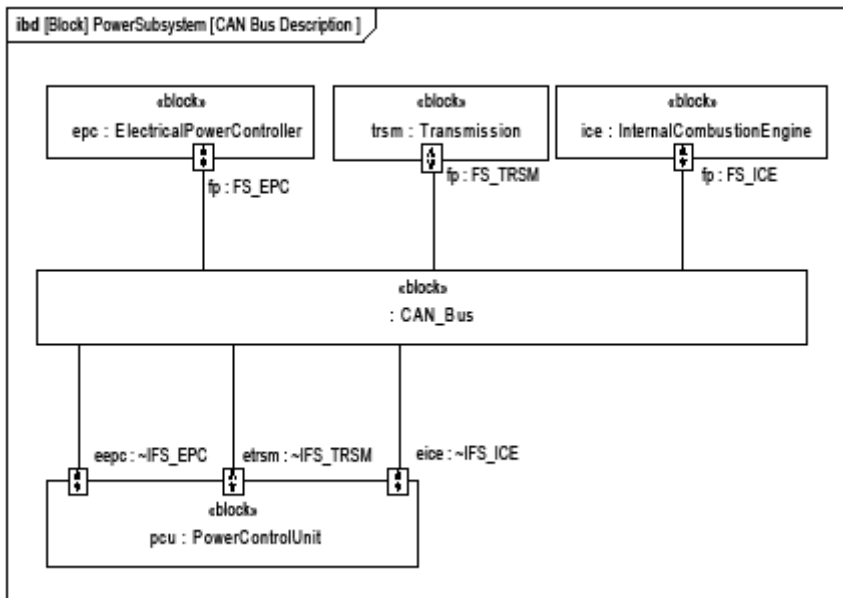 ibd [Block] PowerSubsystem [CAN Bus Description ]
«block»
epc : ElectricalPowerController
«block»
trsm : Transmission
«block»
ice : InternalCombustionEngine
fp : FS_EPC
fp : FS_TRSM
fp : FS_ICE
«block»
: CAN_Bus
eepc : ~IFS_EPC
etrsm : ~IFS_TRSM
eice : ~IFS_ICE
«block»
pcu : PowerControlUnit